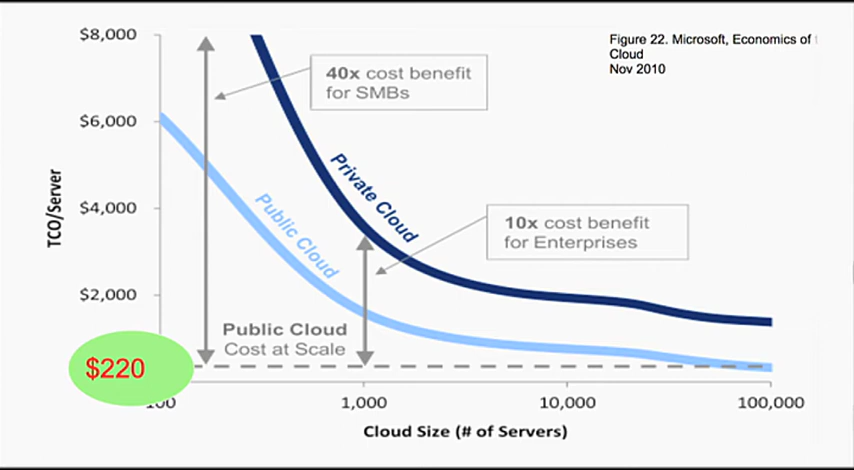 $8,000
Figure 22. Microsoft, Economics of
Cloud
Nov 2010
40x cost benefit
for SMBs
$6,000
Private Cloud
Public Cloud
TCO/Server
$4,000
10x cost benefit
for Enterprises
$2,000
Public Cloud
Cost at Scale
$220
100
1,000
10,000
100,000
Cloud Size (# of Servers)